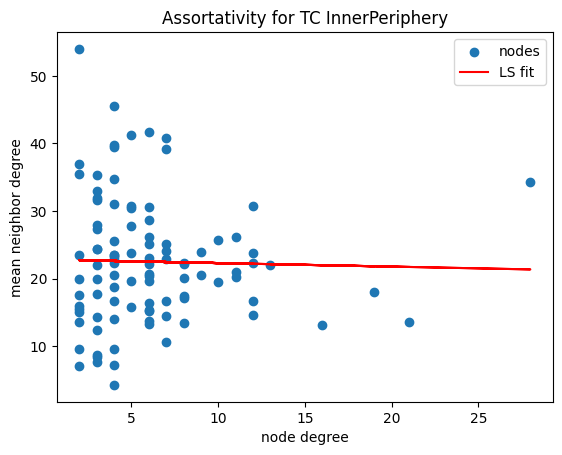 Assortativity for TC InnerPeriphery
nodes
LS fit
mean neighbor degree
50
40
30
20
10
5
10
15
20
25
node degree